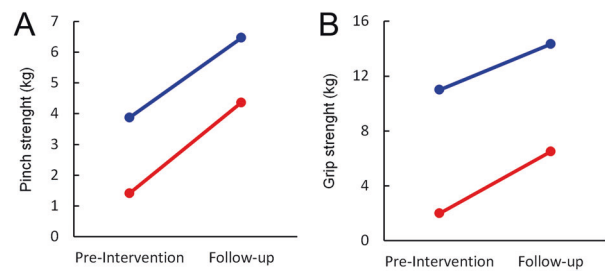 A
Pinch strenght (kg)
7
6
5
4
3
2
1
0
Pre-Intervention Follow-up
B
Grip strenght (kg)
16
12
8
4
0
Pre-Intervention Follow-up